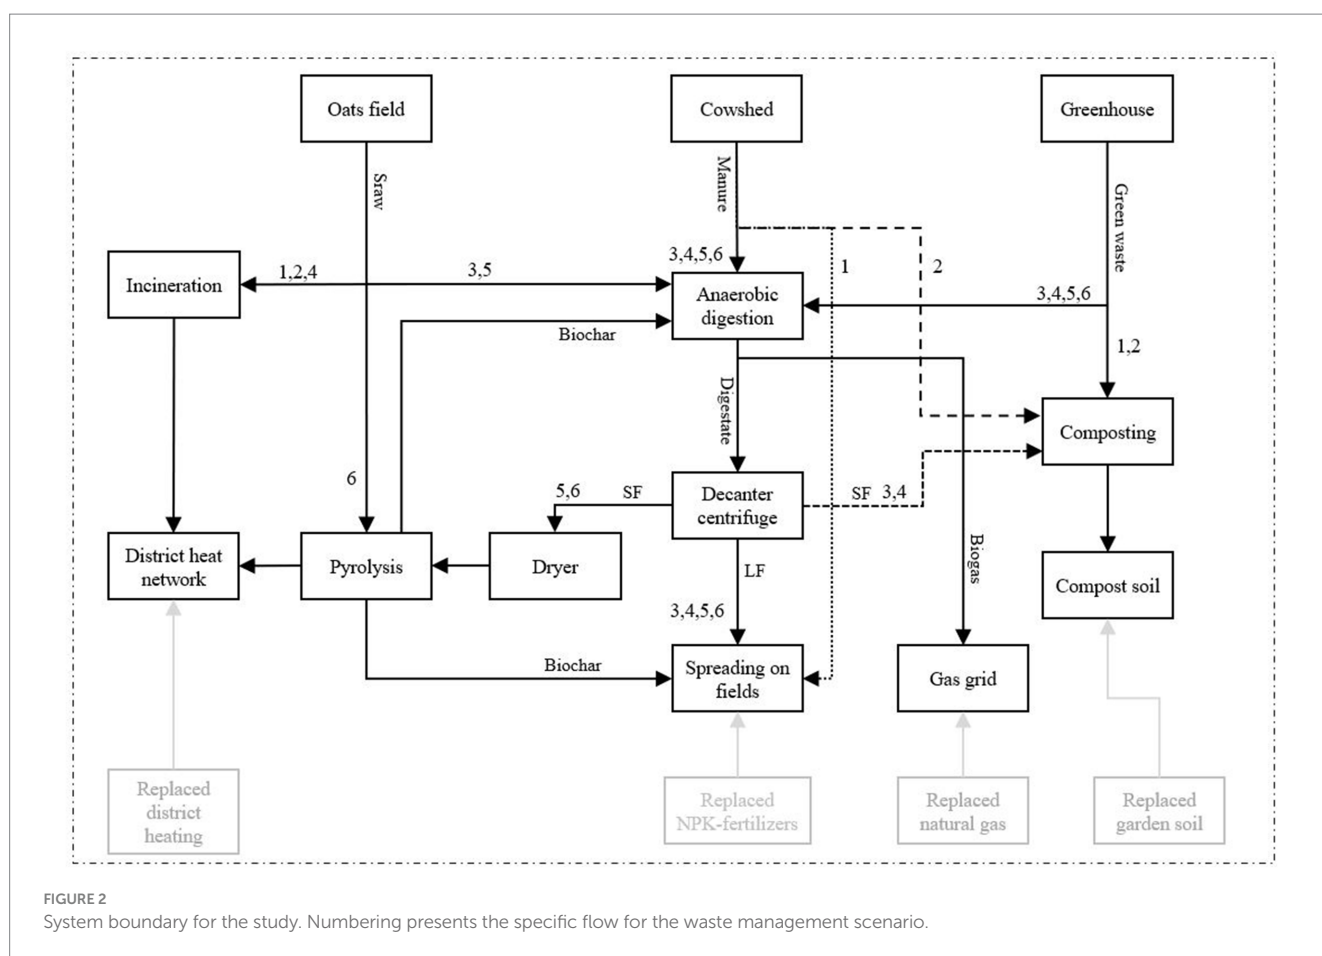 Oats field
Cowshed
Greenhouse
Sraw
Manure
Green waste
Incineration
1,2,4
3,5
3,4,5,6
1
2
Anaerobic
digestion
3,4,5,6
Biochar
1,2
Digestate
Composting
6
5,6
SF
Decanter
centrifuge
SF 3,4
District heat
network
Pyrolysis
Dryer
LF
Biogas
Compost soil
3,4,5,6
Biochar
Spreading on
fields
Gas grid
Replaced
district
heating
Replaced
NPK-fertilizers
Replaced
natural gas
Replaced
garden soil
FIGURE 2
System boundary for the study. Numbering presents the specific flow for the waste management scenario.